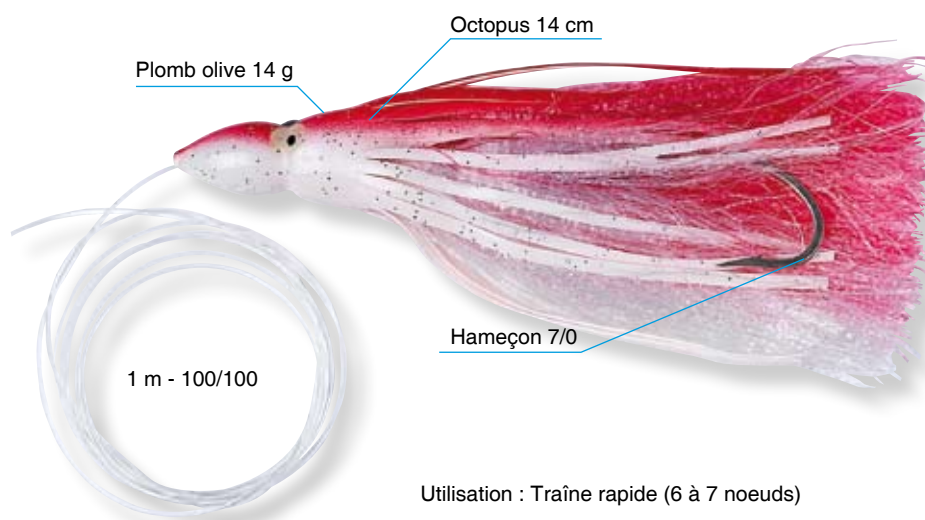 Octopus 14 cm
Plomb olive 14 g
Hameçon 7/0
1 m - 100/100
Utilisation : Traîne rapide (6 à 7 noeuds)